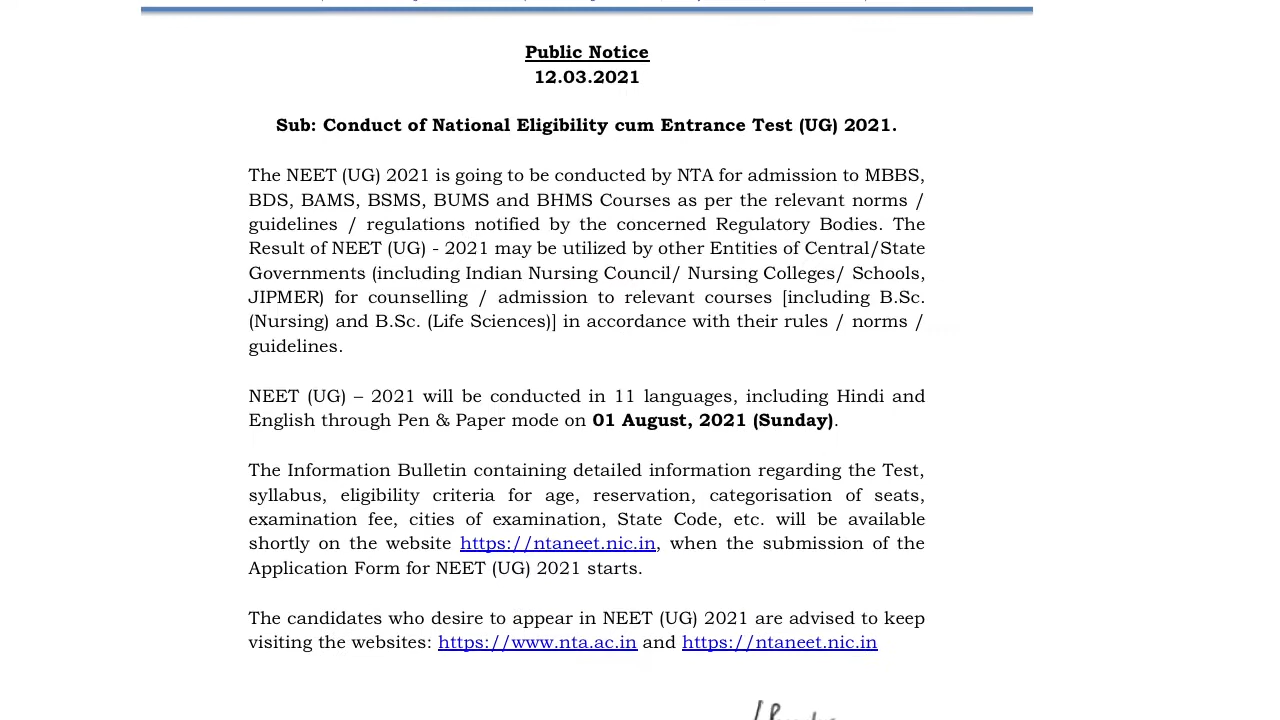 Public Notice
12.03.2021
Sub: Conduct of National Eligibility cum Entrance Test (UG) 2021.
The NEET (UG) 2021 is going to be conducted by NTA for admission to MBBS,
BDS, BAMS, BSMS, BUMS and BHMS Courses as per the relevant norms /
guidelines / regulations notified by the concerned Regulatory Bodies. The
Result of NEET (UG) - 2021 may be utilized by other Entities of Central/State
Governments (including Indian Nursing Council/ Nursing Colleges/ Schools,
JIPMER) for counselling / admission to relevant courses [including B.Sc.
(Nursing) and B.Sc. (Life Sciences)] in accordance with their rules / norms /
guidelines.
NEET (UG) – 2021 will be conducted in 11 languages, including Hindi and
English through Pen & Paper mode on 01 August, 2021 (Sunday).
The Information Bulletin containing detailed information regarding the Test,
syllabus, eligibility criteria for age, reservation, categorisation of seats,
examination fee, cities of examination, State Code, etc. will be available
shortly on the website https://ntaneet.nic.in, when the submission of the
Application Form for NEET (UG) 2021 starts.
The candidates who desire to appear in NEET (UG) 2021 are advised to keep
visiting the websites: https://www.nta.ac.in and https://ntaneet.nic.in